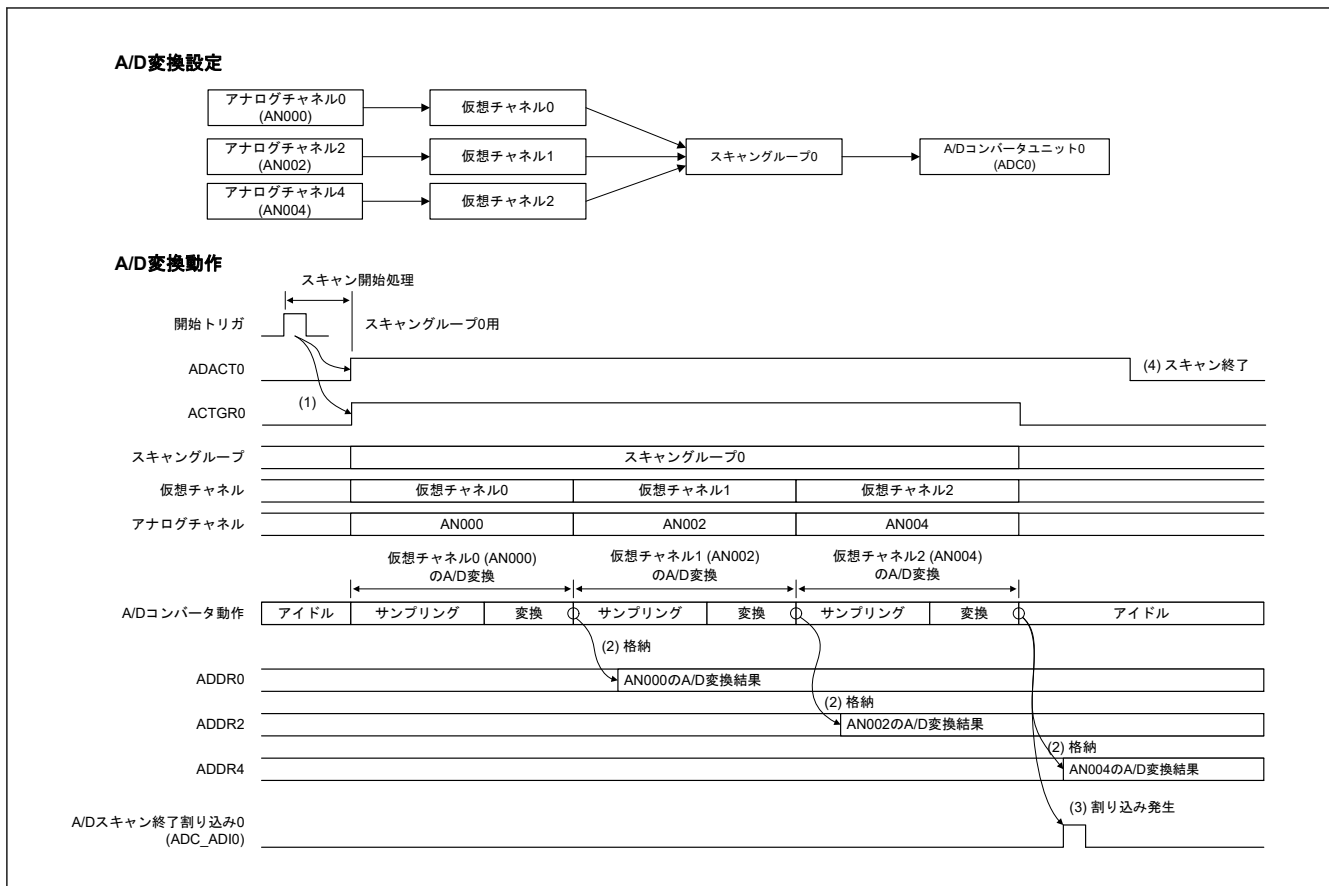 A/D変換設定
アナログチャネル0
(AN000)
仮想チャネル0
アナログチャネル2
(AN002)
仮想チャネル1
スキャングループ0
A/Dコンバータユニット0
(ADC0)
アナログチャネル4
(AN004)
仮想チャネル2
A/D変換動作
スキャン開始処理
開始トリガ
スキャングループ0用
ADACT0
(4) スキャン終了
ACTGR0
(1)
スキャングループ
スキャングループ0
仮想チャネル
仮想チャネル0
仮想チャネル1
仮想チャネル2
アナログチャネル
AN000
AN002
AN004
仮想チャネル0 (AN000)
のA/D変換
仮想チャネル1 (AN002)
のA/D変換
仮想チャネル2 (AN004)
のA/D変換
A/Dコンバータ動作
アイドル
サンプリング
変換
サンプリング
変換
サンプリング
変換
アイドル
(2) 格納
ADDR0
AN000のA/D変換結果
(2) 格納
ADDR2
AN002のA/D変換結果
(2) 格納
ADDR4
AN004のA/D変換結果
(3) 割り込み発生
A/Dスキャン終了割り込み0
(ADC_ADI0)